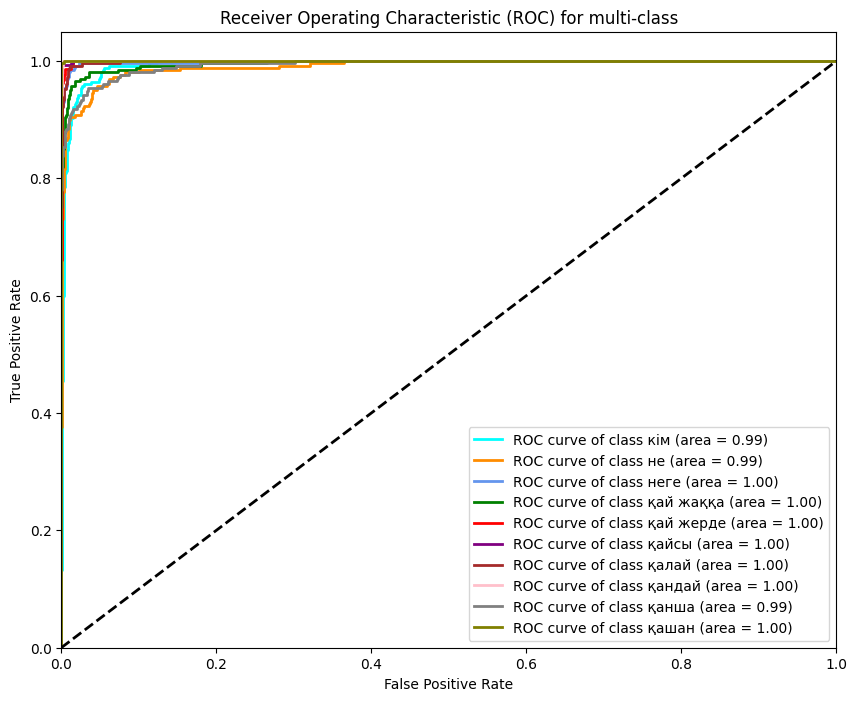 Receiver Operating Characteristic (ROC) for multi-class
True Positive Rate
1.0
0.8
0.6
0.4
0.2
0.0
0.0 0.2 0.4 0.6 0.8 1.0
False Positive Rate
ROC curve of class кім (area = 0.99)
ROC curve of class не (area = 0.99)
ROC curve of class неге (area = 1.00)
ROC curve of class қай жаққа (area = 1.00)
ROC curve of class қай жерде (area = 1.00)
ROC curve of class қайсы (area = 1.00)
ROC curve of class қалай (area = 1.00)
ROC curve of class қандай (area = 1.00)
ROC curve of class қанша (area = 0.99)
ROC curve of class қашан (area = 1.00)